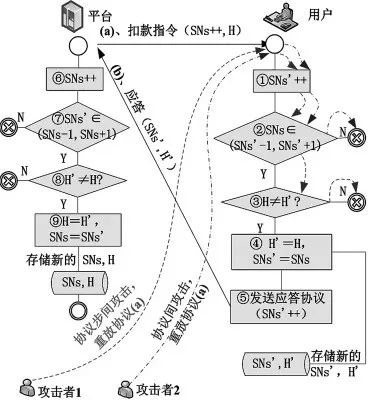 平台
用户
(a)、扣款指令（SNs++, H）
(b)、应答（SNs', H'）
⑥SNs++
⑦SNs'∈
(SNs-1, SNs+1)
N
Y
⑧H'≠H?
N
Y
⑨H=H',
SNs=SNs'
存储新的 SNs, H
SNs, H
①SNs'++
②SNs∈
(SNs'-1, SNs'+1)
N
Y
③H≠H'?
N
Y
④ H'=H,
SNs'=SNs
⑤发送应答协议
(SNs'++)
SNs', H'
存储新的
SNs', H'
协议步间攻击,
重放协议(a)
协议间攻击,
重放协议(a)
攻击者1
攻击者2